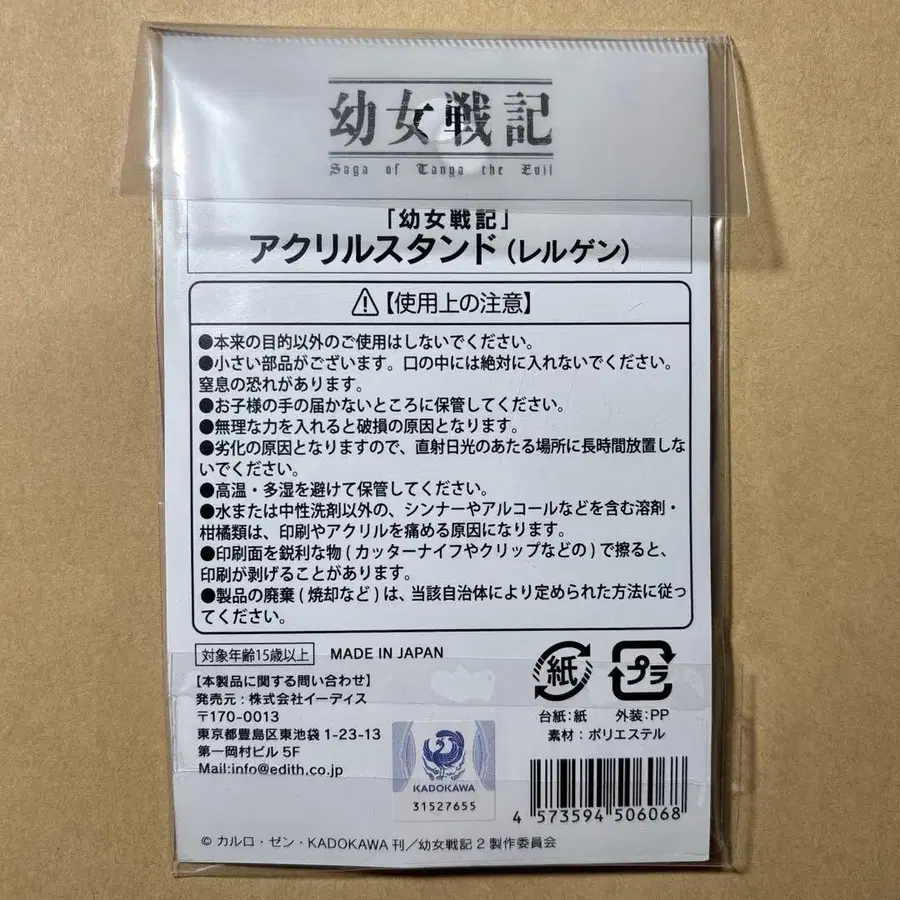 幼女戦記
Saga of Tanya the Evil
「幼女戦記」
アクリルスタンド(レルゲン)
【使用上の注意】
●本来の目的以外のご使用はしないでください。
●小さい部品がございます。口の中には絶対に入れないでください。
窒息の恐れがあります。
●お子様の手の届かないところに保管してください。
●無理な力を入れると破損の原因となります。
●劣化の原因となりますので、直射日光のあたる場所に長時間放置しな
いでください。
●高温・多湿を避けて保管してください。
●水または中性洗剤以外の、シンナーやアルコールなどを含む溶剤・
柑橘類は、印刷やアクリルを痛める原因になります。
●印刷面を鋭利な物(カッターナイフやクリップなどの)で擦ると、
印刷が剥げることがあります。
●製品の廃棄(焼却など)は、当該自治体により定められた方法に従っ
てください。
対象年齢15歳以上 MADE IN JAPAN
【本製品に関する問い合わせ】
発売元:株式会社イーディス
〒170-0013
東京都豊島区東池袋1-23-13
第一岡村ビル5F
Mail:info@edith.co.jp
紙 プラ
台紙:紙 外装:PP
素材:ポリエステル
KADOKAWA
31527655
4 573594 506068
© カルロ・ゼン・KADOKAWA刊/幼女戦記2製作委員会